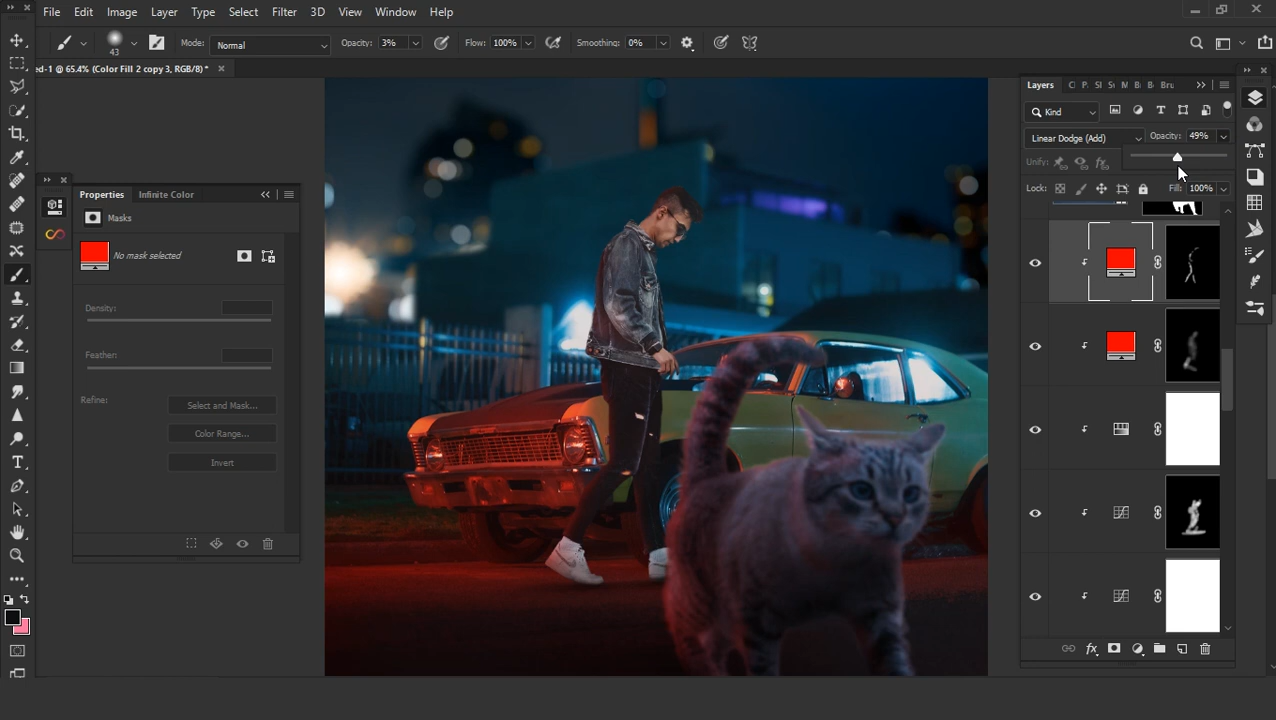 File Edit Image Layer Type Select Filter 3D View Window Help
43 Mode: Normal Opacity: 3% Flow: 100% Smoothing: 0%
ed-1 @ 65.4% (Color Fill 2 copy 3, RGB/8) *
Layers
Kind
Linear Dodge (Add) Opacity: 49%
Unify:
Lock: Fill: 100%
Properties Infinite Color
Masks
No mask selected
Density:
Feather:
Refine: Select and Mask...
Color Range...
Invert